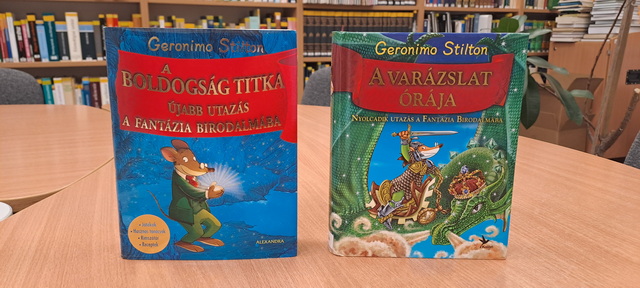 Geronimo Stilton
A
BOLDOGSÁG TITKA
ÚJABB UTAZÁS
A FANTÁZIA BIRODALMÁBA
ALEXANDRA
Geronimo Stilton
A VARÁZSLAT
ÓRÁJA
NYOLCADIK UTAZÁS A FANTÁZIA BIRODALMÁBA